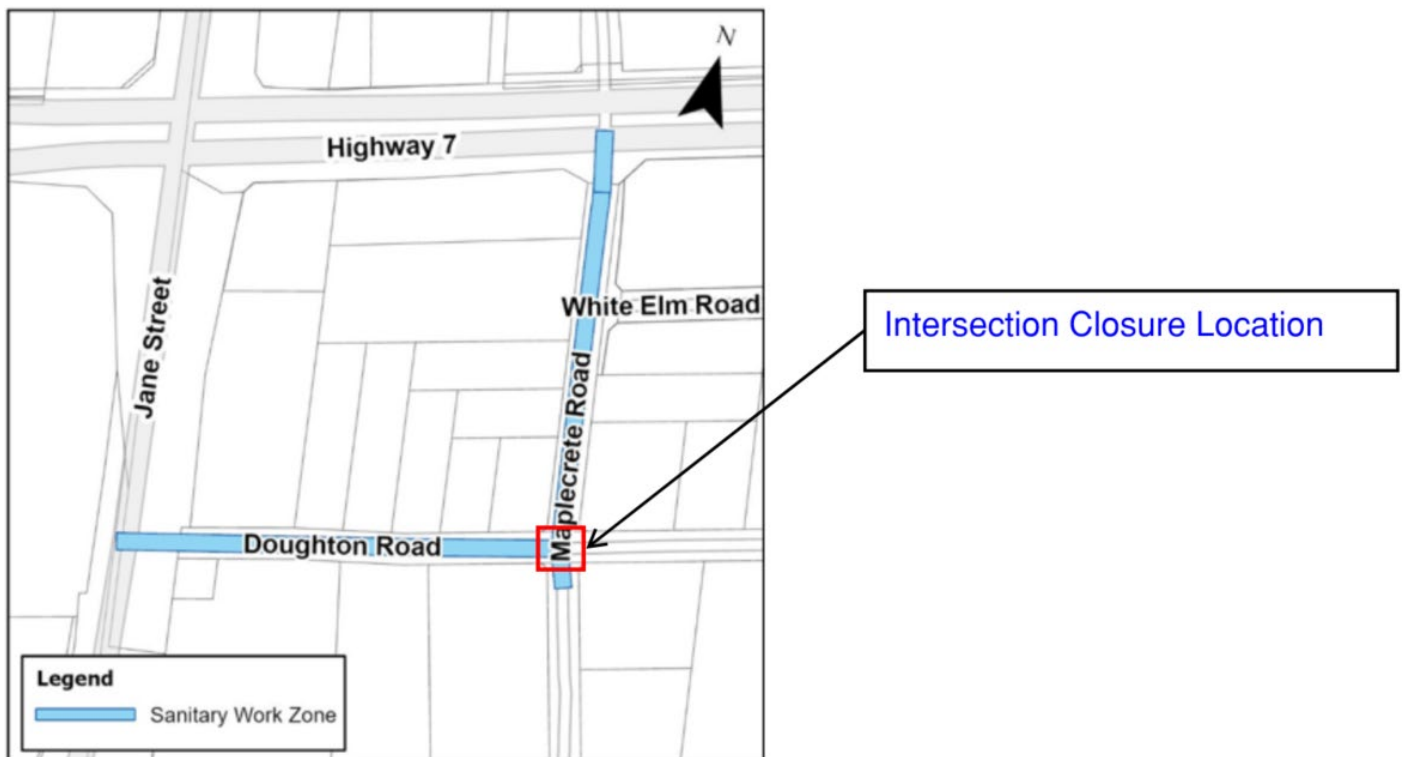 N
Highway 7
White Elm Road
Intersection Closure Location
Jane Street
Maplecrete Road
Doughton Road
Legend
Sanitary Work Zone